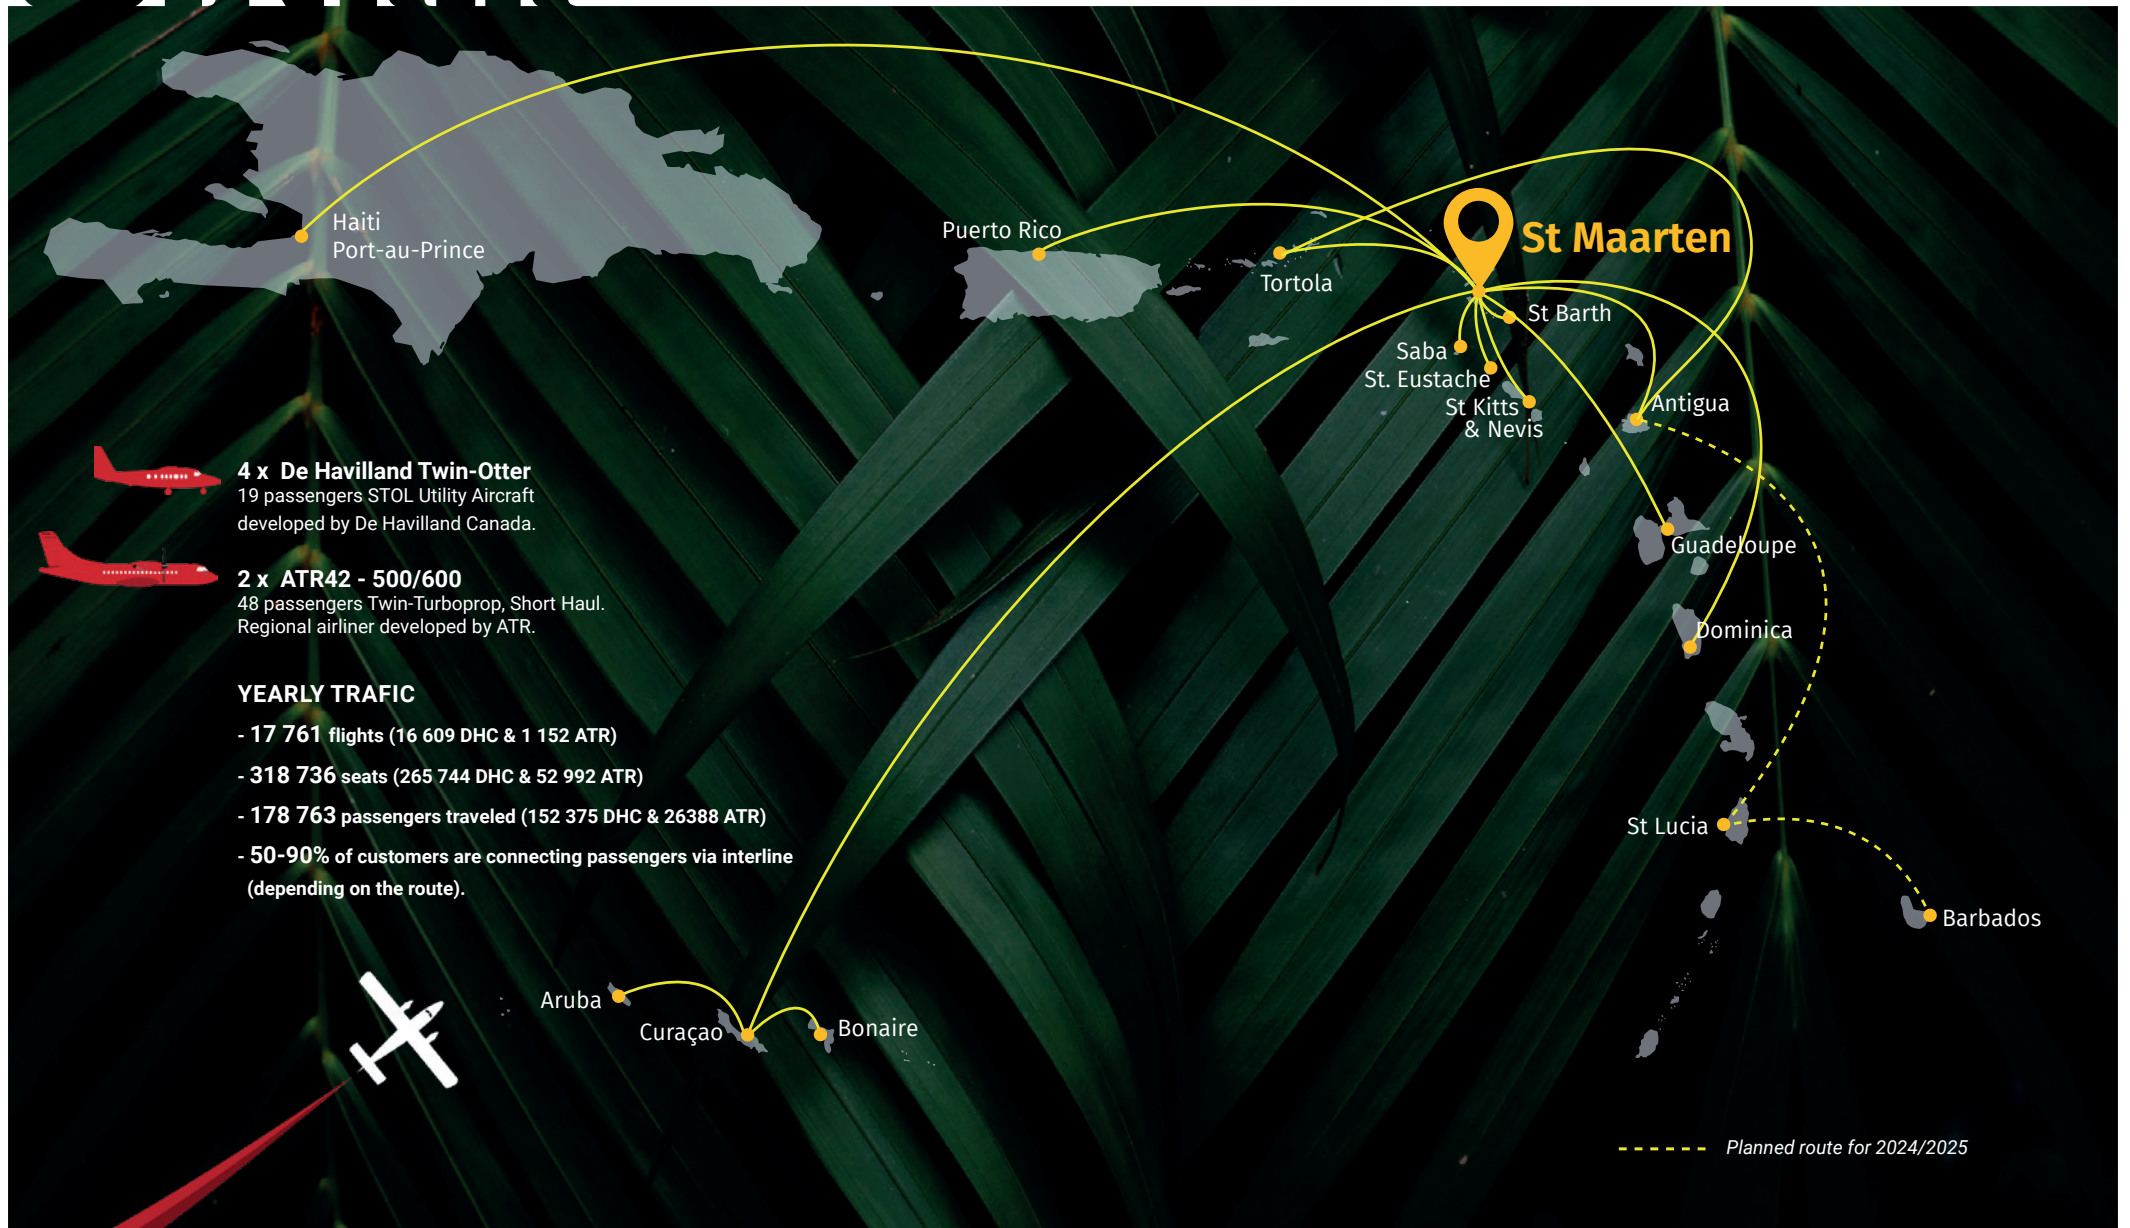 Haiti
Port-au-Prince
Puerto Rico
Tortola
St Maarten
St Barth
Saba
St. Eustache
St Kitts
& Nevis
Antigua
Guadeloupe
Dominica
St Lucia
Barbados
4 x  De Havilland Twin-Otter
19 passengers STOL Utility Aircraft
developed by De Havilland Canada.
2 x  ATR42 - 500/600
48 passengers Twin-Turboprop, Short Haul.
Regional airliner developed by ATR.
YEARLY TRAFIC
- 17 761 flights (16 609 DHC & 1 152 ATR)
- 318 736 seats (265 744 DHC & 52 992 ATR)
- 178 763 passengers traveled (152 375 DHC & 26388 ATR)
- 50-90% of customers are connecting passengers via interline
(depending on the route).
Aruba
Curaçao
Bonaire
Planned route for 2024/2025